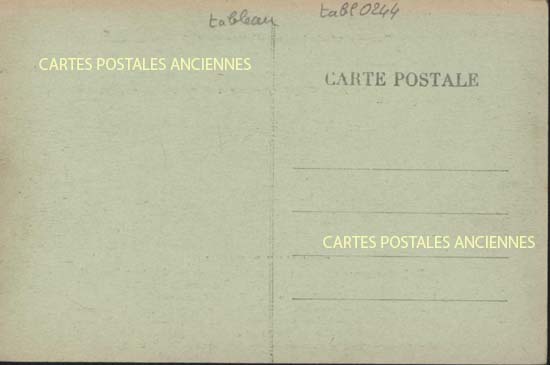 tableau tabl0244
CARTES POSTALES ANCIENNES
CARTE POSTALE
CARTES POSTALES ANCIENNES